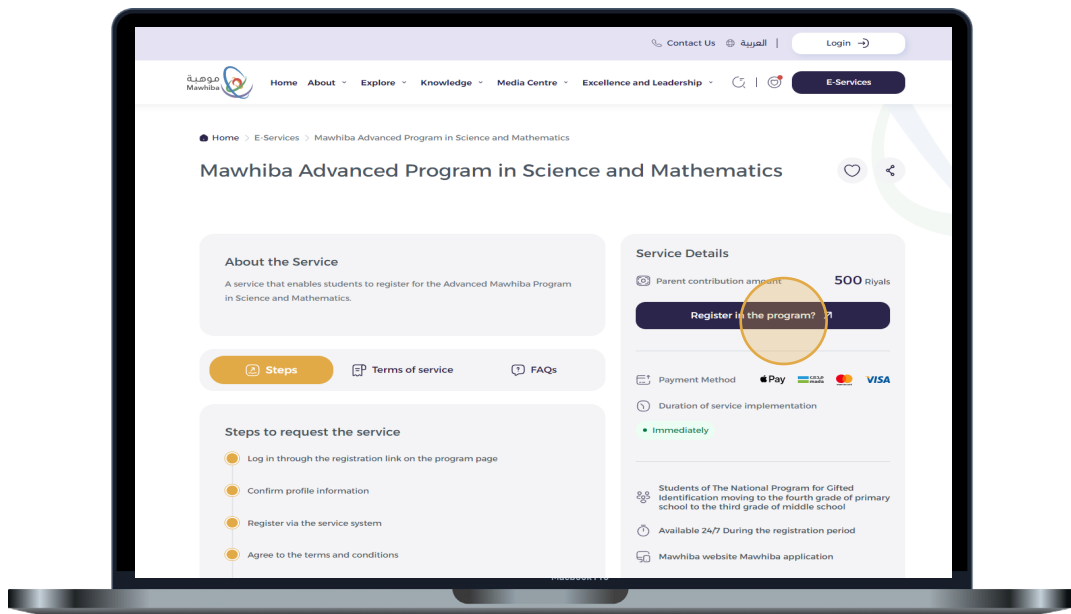 Contact Us
العربية
Login
موهبة
Mawhiba
Home About Explore Knowledge Media Centre Excellence and Leadership
E-Services
Home > E-Services > Mawhiba Advanced Program in Science and Mathematics
Mawhiba Advanced Program in Science and Mathematics
About the Service
A service that enables students to register for the Advanced Mawhiba Program
in Science and Mathematics.
Steps
Terms of service
FAQs
Steps to request the service
Log in through the registration link on the program page
Confirm profile information
Register via the service system
Agree to the terms and conditions
Service Details
Parent contribution amount 500 Riyals
Register in the program?
Payment Method Pay mada VISA
Duration of service implementation
Immediately
Students of The National Program for Gifted
Identification moving to the fourth grade of primary
school to the third grade of middle school
Available 24/7 During the registration period
Mawhiba website Mawhiba application